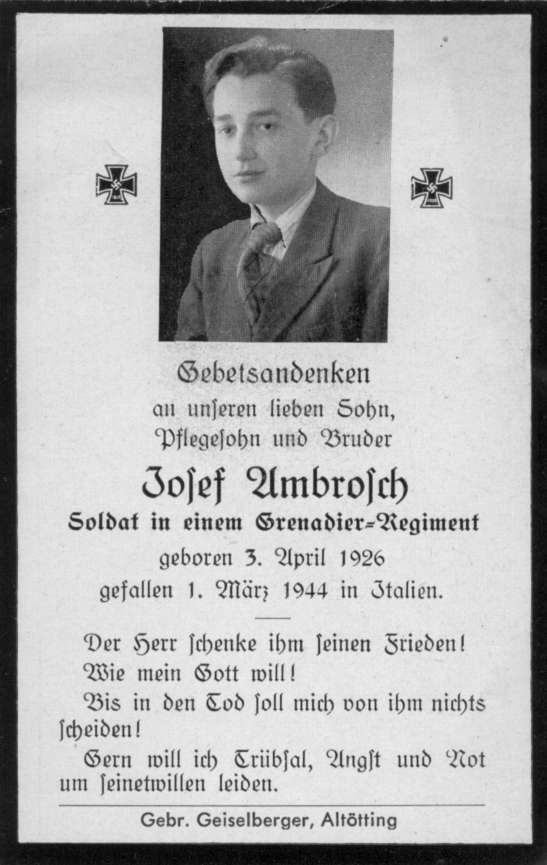 Gebetsandenken
an unseren lieben Sohn,
Pflegesohn und Bruder
Josef Ambrosch
Soldat in einem Grenadier-Regiment
geboren 3. April 1926
gefallen 1. März 1944 in Italien.
Der Herr schenke ihm seinen Frieden!
Wie mein Gott will!
Bis in den Tod soll mich von ihm nichts
scheiden!
Gern will ich Trübsal, Angst und Not
um seinetwillen leiden.
Gebr. Geiselberger, Altötting